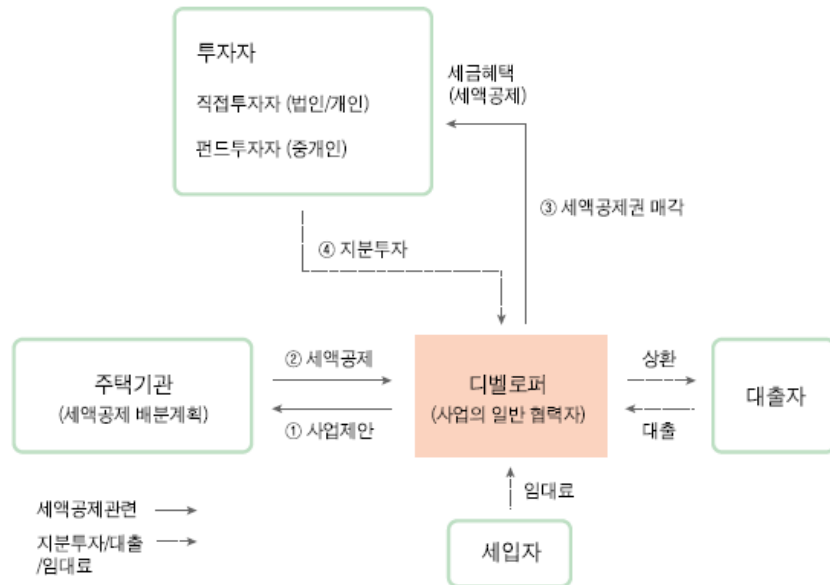 투자자
직접투자자 (법인/개인)
펀드투자자 (중개인)
세금혜택
(세액공제)
③ 세액공제권 매각
④ 지분투자
주택기관
(세액공제 배분계획)
② 세액공제
① 사업제안
디벨로퍼
(사업의 일반 협력자)
상환
대출
대출자
임대료
세입자
세액공제관련
지분투자/대출
/임대료